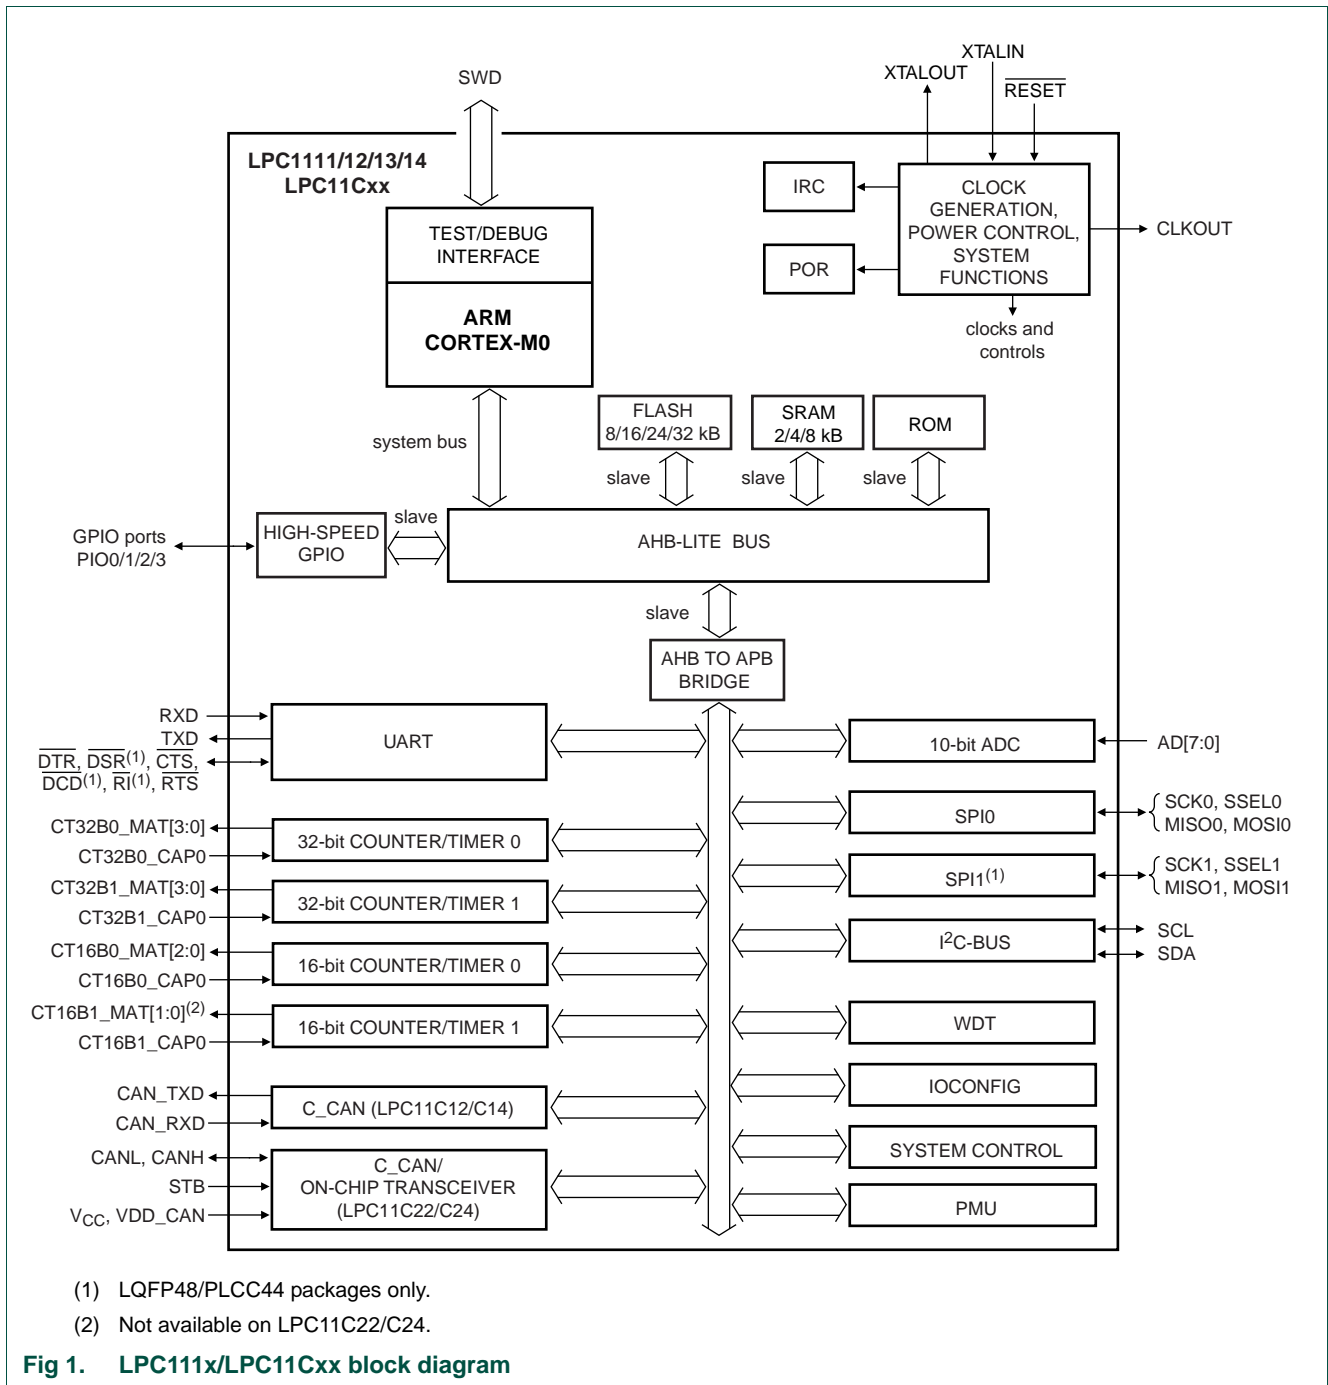 XTALIN
XTALOUT
RESET
SWD
LPC1111/12/13/14
LPC11Cxx
IRC
CLOCK
GENERATION,
POWER CONTROL,
SYSTEM
FUNCTIONS
CLKOUT
TEST/DEBUG
INTERFACE
POR
ARM
CORTEX-M0
clocks and
controls
FLASH
8/16/24/32 kB
SRAM
2/4/8 kB
ROM
system bus
slave
slave
slave
GPIO ports
PIO0/1/2/3
HIGH-SPEED
GPIO
slave
AHB-LITE BUS
slave
AHB TO APB
BRIDGE
RXD
TXD
DTR, DSR(1), CTS,
DCD(1), RI(1), RTS
UART
10-bit ADC
AD[7:0]
CT32B0_MAT[3:0]
CT32B0_CAP0
32-bit COUNTER/TIMER 0
SPI0
SCK0, SSEL0
MISO0, MOSI0
CT32B1_MAT[3:0]
CT32B1_CAP0
32-bit COUNTER/TIMER 1
SPI1(1)
SCK1, SSEL1
MISO1, MOSI1
CT16B0_MAT[2:0]
CT16B0_CAP0
16-bit COUNTER/TIMER 0
I2C-BUS
SCL
SDA
CT16B1_MAT[1:0](2)
CT16B1_CAP0
16-bit COUNTER/TIMER 1
WDT
CAN_TXD
CAN_RXD
C_CAN (LPC11C12/C14)
IOCONFIG
CANL, CANH
STB
VCC, VDD_CAN
C_CAN/
ON-CHIP TRANSCEIVER
(LPC11C22/C24)
SYSTEM CONTROL
PMU
(1) LQFP48/PLCC44 packages only.
(2) Not available on LPC11C22/C24.
Fig 1. LPC111x/LPC11Cxx block diagram